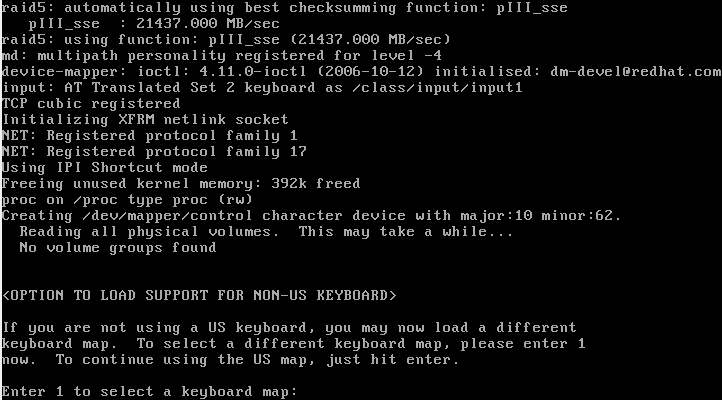 raid5: automatically using best checksumming function: pIII_sse
   pIII_sse  : 21437.000 MB/sec
raid5: using function: pIII_sse (21437.000 MB/sec)
md: multipath personality registered for level -4
device-mapper: ioctl: 4.11.0-ioctl (2006-10-12) initialised: dm-devel@redhat.com
input: AT Translated Set 2 keyboard as /class/input/input1
TCP cubic registered
Initializing XFRM netlink socket
NET: Registered protocol family 1
NET: Registered protocol family 17
Using IPI Shortcut mode
Freeing unused kernel memory: 392k freed
proc on /proc type proc (rw)
Creating /dev/mapper/control character device with major:10 minor:62.
  Reading all physical volumes.  This may take a while...
  No volume groups found
<OPTION TO LOAD SUPPORT FOR NON-US KEYBOARD>
If you are not using a US keyboard, you may now load a different
keyboard map.  To select a different keyboard map, please enter 1
now.  To continue using the US map, just hit enter.
Enter 1 to select a keyboard map: